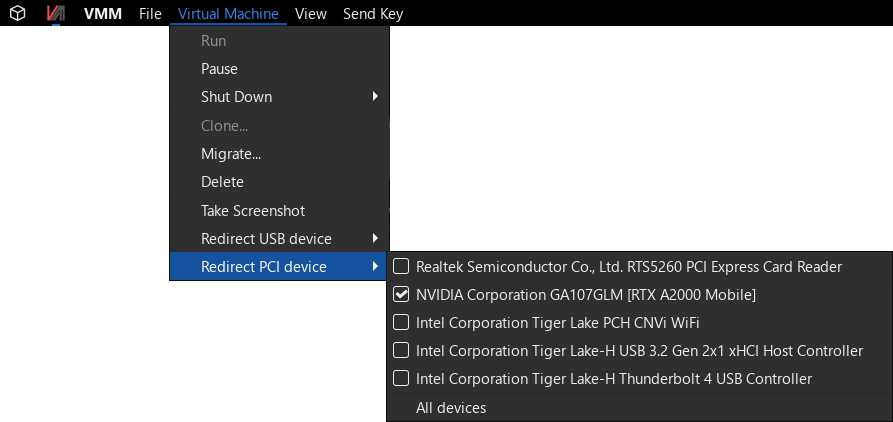 VMM File Virtual Machine View Send Key
Run
Pause
Shut Down
Clone...
Migrate...
Delete
Take Screenshot
Redirect USB device
Redirect PCI device
Realtek Semiconductor Co., Ltd. RTS5260 PCI Express Card Reader
NVIDIA Corporation GA107GLM [RTX A2000 Mobile]
Intel Corporation Tiger Lake PCH CNVi WiFi
Intel Corporation Tiger Lake-H USB 3.2 Gen 2x1 xHCI Host Controller
Intel Corporation Tiger Lake-H Thunderbolt 4 USB Controller
All devices